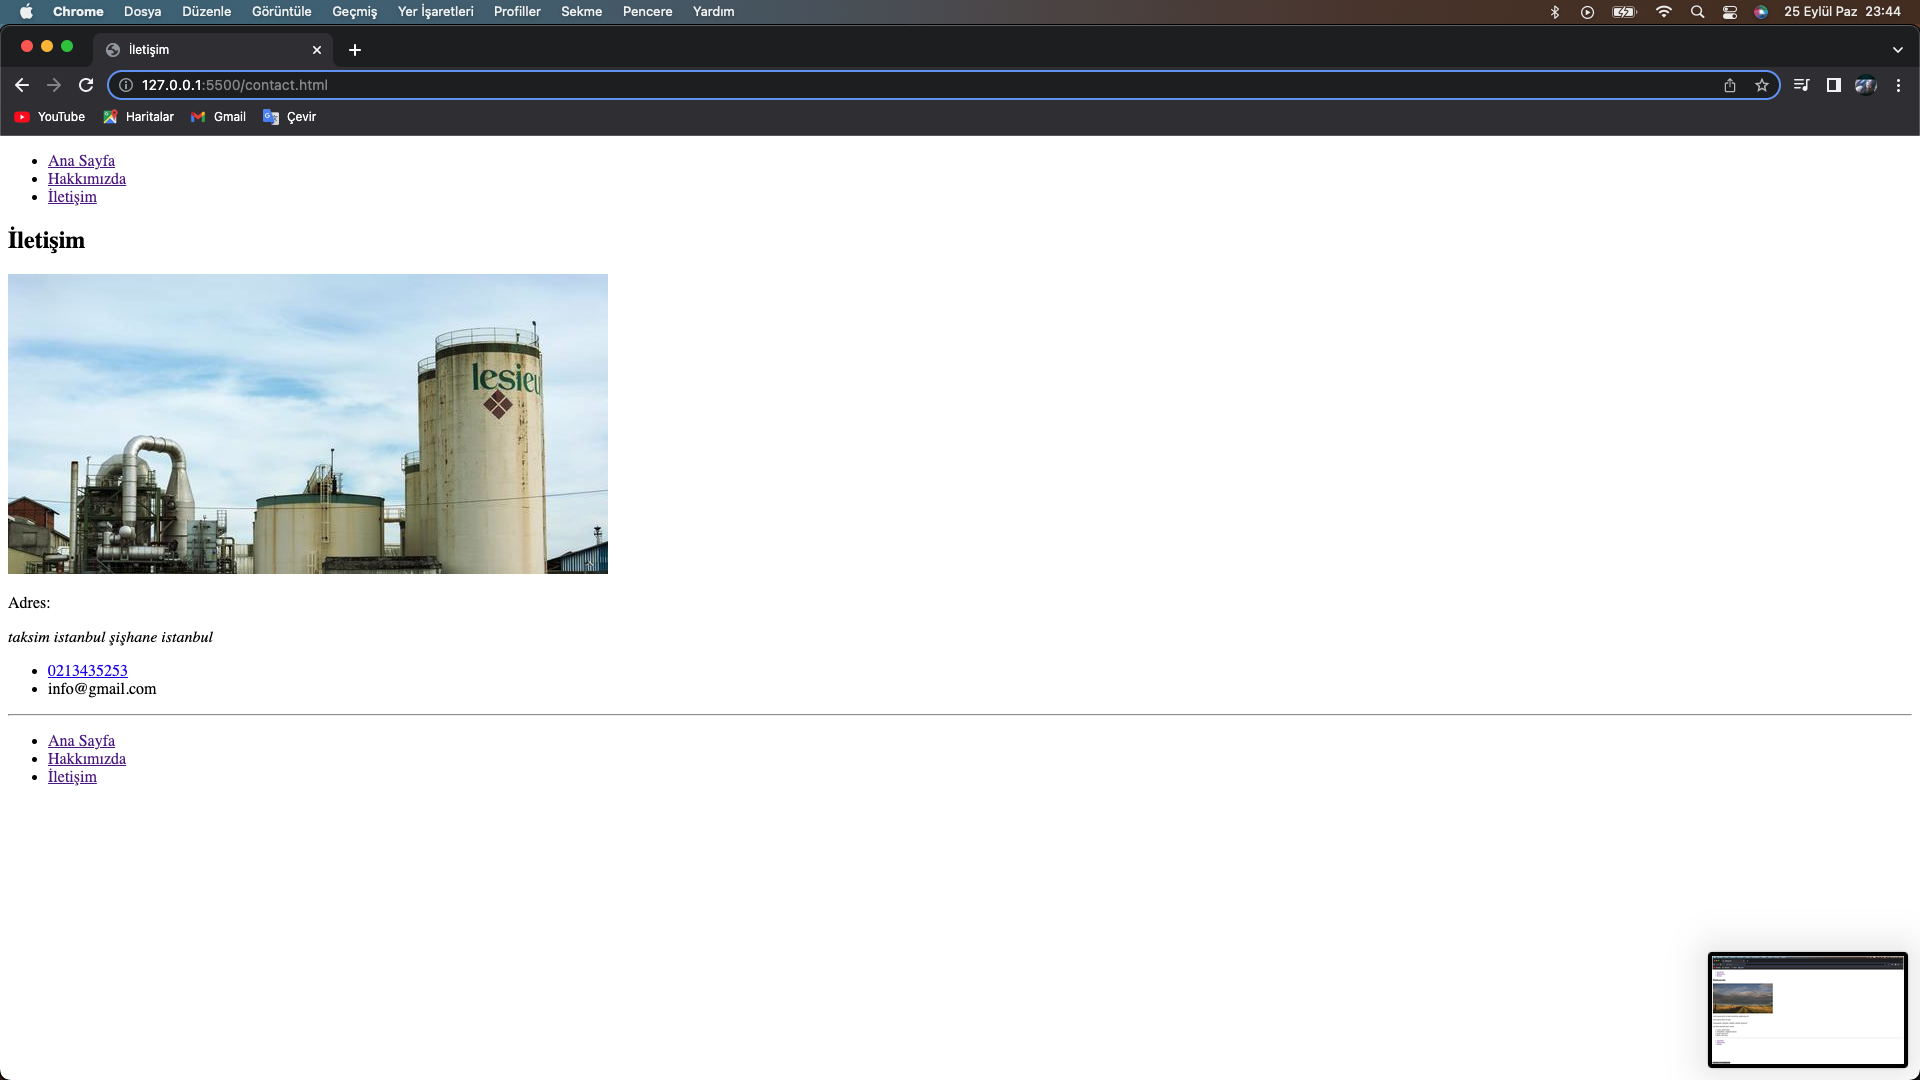 Chrome Dosya Düzenle Görüntüle Geçmiş Yer İşaretleri Profiller Sekme Pencere Yardım 25 Eylül Paz 23:44
İletişim
127.0.0.1:5500/contact.html
YouTube Haritalar Gmail Çevir
Ana Sayfa
Hakkımızda
İletişim
İletişim
lesieu
Adres:
taksim istanbul şişhane istanbul
0213435253
info@gmail.com
Ana Sayfa
Hakkımızda
İletişim